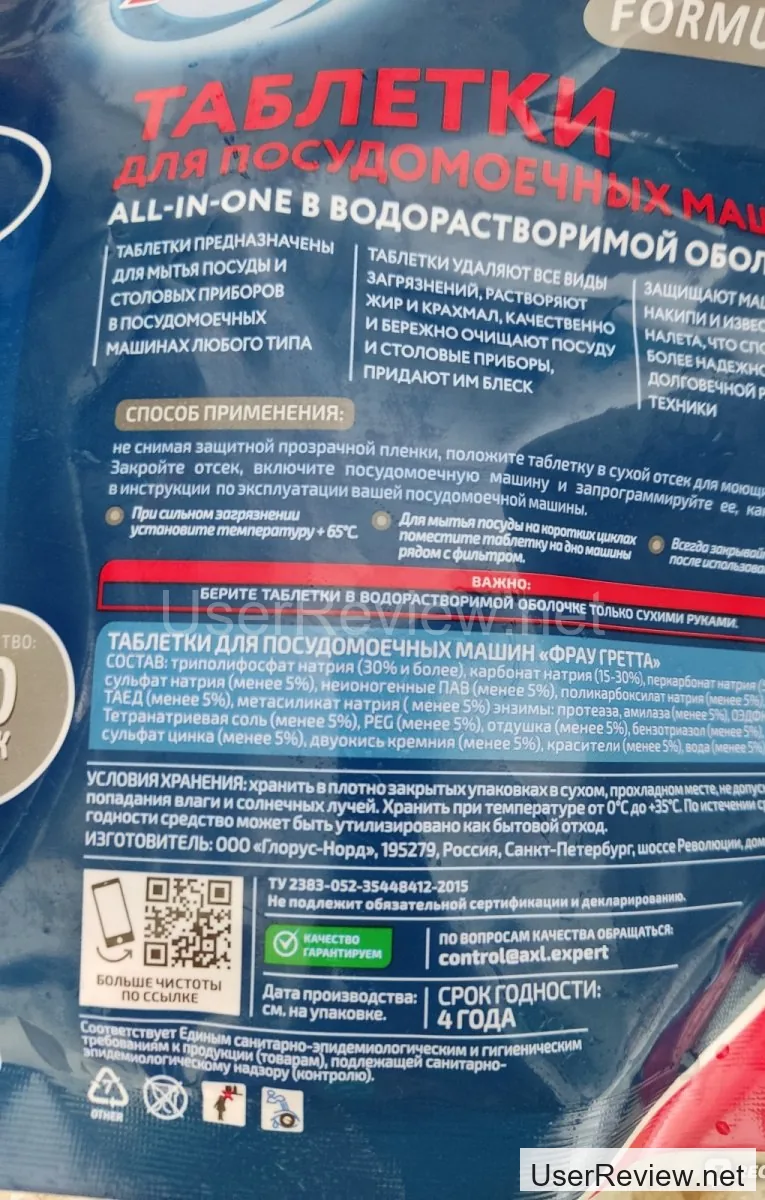 FORMU
ТАБЛЕТКИ
ДЛЯ ПОСУДОМОЕЧНЫХ МАШ
ALL-IN-ONE В ВОДОРАСТВОРИМОЙ ОБОЛ
ТАБЛЕТКИ ПРЕДНАЗНАЧЕНЫ
ДЛЯ МЫТЬЯ ПОСУДЫ И
СТОЛОВЫХ ПРИБОРОВ
В ПОСУДОМОЕЧНЫХ
МАШИНАХ ЛЮБОГО ТИПА
ТАБЛЕТКИ УДАЛЯЮТ ВСЕ ВИДЫ
ЗАГРЯЗНЕНИЙ, РАСТВОРЯЮТ
ЖИР И КРАХМАЛ, КАЧЕСТВЕННО
И БЕРЕЖНО ОЧИЩАЮТ ПОСУДУ
И СТОЛОВЫЕ ПРИБОРЫ,
ПРИДАЮТ ИМ БЛЕСК
ЗАЩИЩАЮТ МАШ
НАКИПИ И ИЗВЕС
НАЛЕТА, ЧТО СПО
БОЛЕЕ НАДЕЖНО
ДОЛГОВЕЧНОЙ Р
ТЕХНИКИ
СПОСОБ ПРИМЕНЕНИЯ:
не снимая защитной прозрачной пленки, положите таблетку в сухой отсек для моющи
Закройте отсек, включите посудомоечную машину и запрограммируйте ее, как
в инструкции по эксплуатации вашей посудомоечной машины.
При сильном загрязнении
установите температуру + 65°C.
Для мытья посуды на коротких циклах
поместите таблетку на дно машины
рядом с фильтром.
Всегда закрывай
после использован
ВАЖНО:
БЕРИТЕ ТАБЛЕТКИ В ВОДОРАСТВОРИМОЙ ОБОЛОЧКЕ ТОЛЬКО СУХИМИ РУКАМИ.
ТВО:
0
К
ТАБЛЕТКИ ДЛЯ ПОСУДОМОЕЧНЫХ МАШИН «ФРАУ ГРЕТТА»
СОСТАВ: триполифосфат натрия (30% и более), карбонат натрия (15-30%), перкарбонат натрия
сульфат натрия (менее 5%), неионогенные ПАВ (менее 5%), поликарбоксилат натрия (менее 5%),
ТАЕД (менее 5%), метасиликат натрия ( менее 5%) энзимы: протеаза, амилаза (менее 5%), ОЭДФК
Тетранатриевая соль (менее 5%), PEG (менее 5%), отдушка (менее 5%), бензотриазол (менее 5%),
сульфат цинка (менее 5%), двуокись кремния (менее 5%), красители (менее 5%), вода (менее 5%)
УСЛОВИЯ ХРАНЕНИЯ: хранить в плотно закрытых упаковках в сухом, прохладном месте, не допус
попадания влаги и солнечных лучей. Хранить при температуре от 0°C до +35°C. По истечении ср
годности средство может быть утилизировано как бытовой отход.
ИЗГОТОВИТЕЛЬ: ООО «Глорус-Норд», 195279, Россия, Санкт-Петербург, шоссе Революции, дом
БОЛЬШЕ ЧИСТОТЫ
ПО ССЫЛКЕ
ТУ 2383-052-35448412-2015
Не подлежит обязательной сертификации и декларированию.
КАЧЕСТВО
ГАРАНТИРУЕМ
ПО ВОПРОСАМ КАЧЕСТВА ОБРАЩАТЬСЯ:
control@axl.expert
Дата производства:
см. на упаковке.
СРОК ГОДНОСТИ:
4 ГОДА
Соответствует Единым санитарно-эпидемиологическим и гигиеническим
требованиям к продукции (товарам), подлежащей санитарно-
эпидемиологическому надзору (контролю).
7
OTHER
UserReview.net
UserReview.net